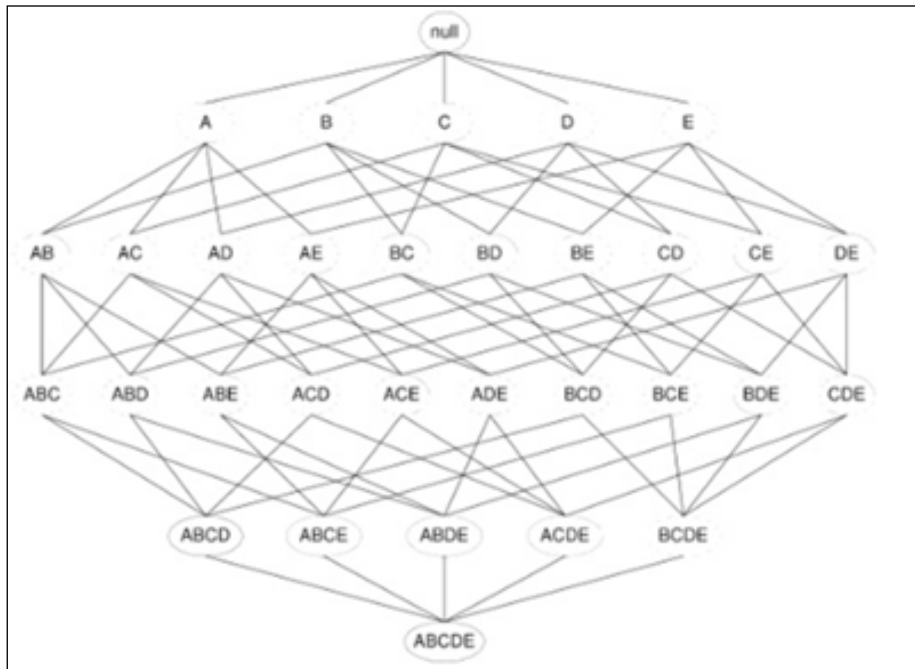 null
A B C D E
AB AC AD AE BC BD BE CD CE DE
ABC ABD ABE ACD ACE ADE BCD BCE BDE CDE
ABCD ABCE ABDE ACDE BCDE
ABCDE